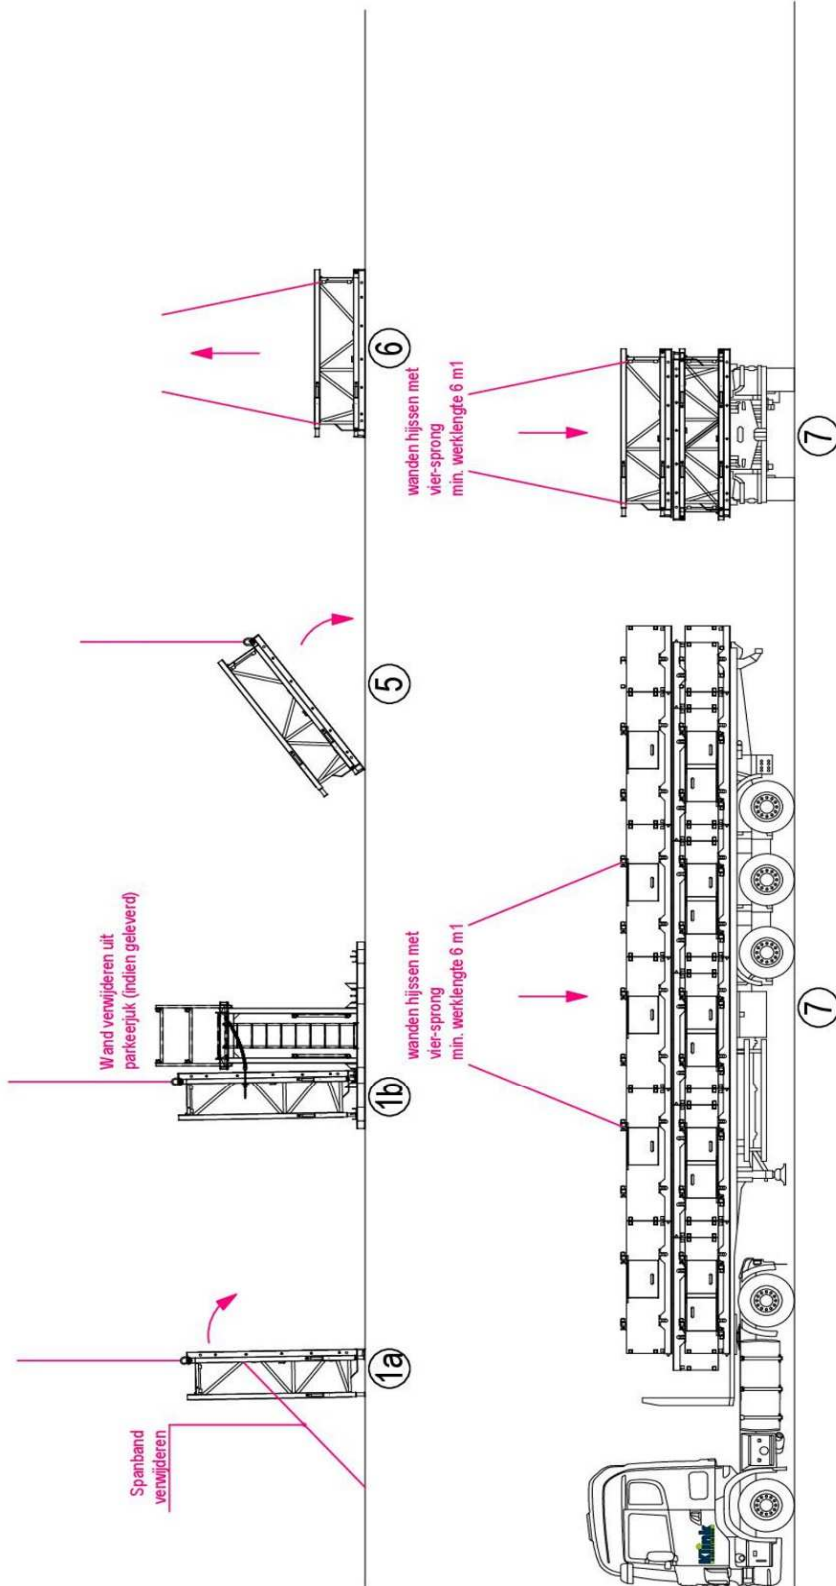 Spanband
verwijderen
1a
Wand verwijderen uit
parkeerjuk (indien geleverd)
1b
5
6
wanden hijssen met
vier-sprong
min. werklengte 6 m1
7
wanden hijssen met
vier-sprong
min. werklengte 6 m1
7
Klink